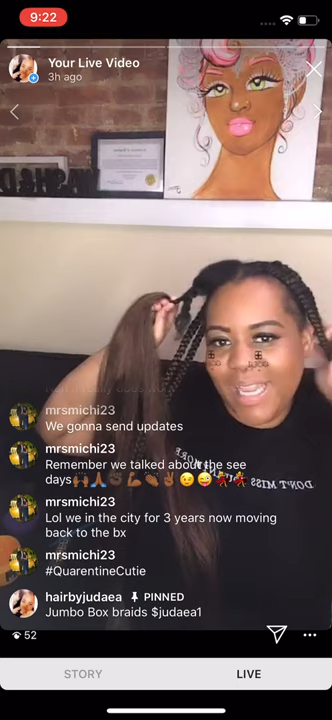 9:22
Your Live Video
3h ago
mrsmichi23
We gonna send updates
mrsmichi23
Remember we talked about the see
days🙌🏾🙏🏾✊🏾💪🏾👏🏾✌🏾😉😜💃🏾💃🏾
mrsmichi23
Lol we in the city for 3 years now moving
back to the bx
mrsmichi23
#QuarentineCutie
hairbyjudaea PINNED
Jumbo Box braids $judaea1
52
STORY LIVE
DON'T MISS